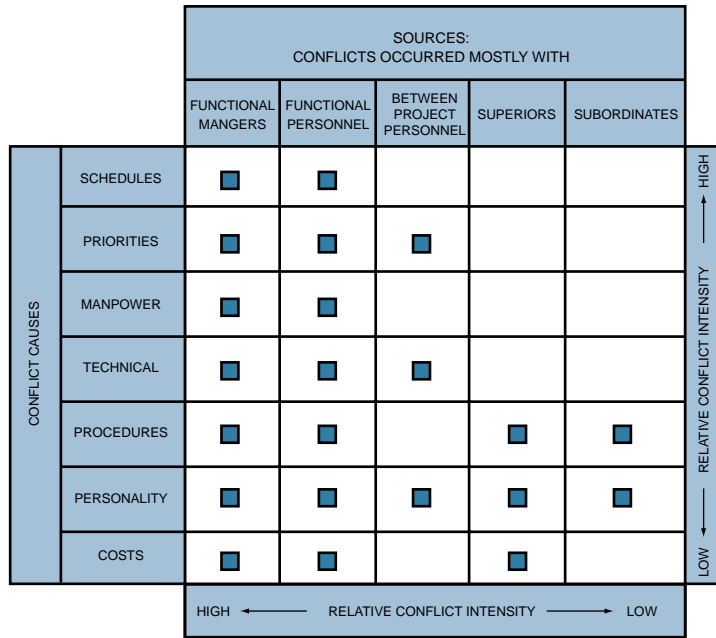 SOURCES:
CONFLICTS OCCURRED MOSTLY WITH
FUNCTIONAL
MANGERS
FUNCTIONAL
PERSONNEL
BETWEEN
PROJECT
PERSONNEL
SUPERIORS
SUBORDINATES
CONFLICT CAUSES
SCHEDULES
PRIORITIES
MANPOWER
TECHNICAL
PROCEDURES
PERSONALITY
COSTS
LOW RELATIVE CONFLICT INTENSITY HIGH
HIGH RELATIVE CONFLICT INTENSITY LOW